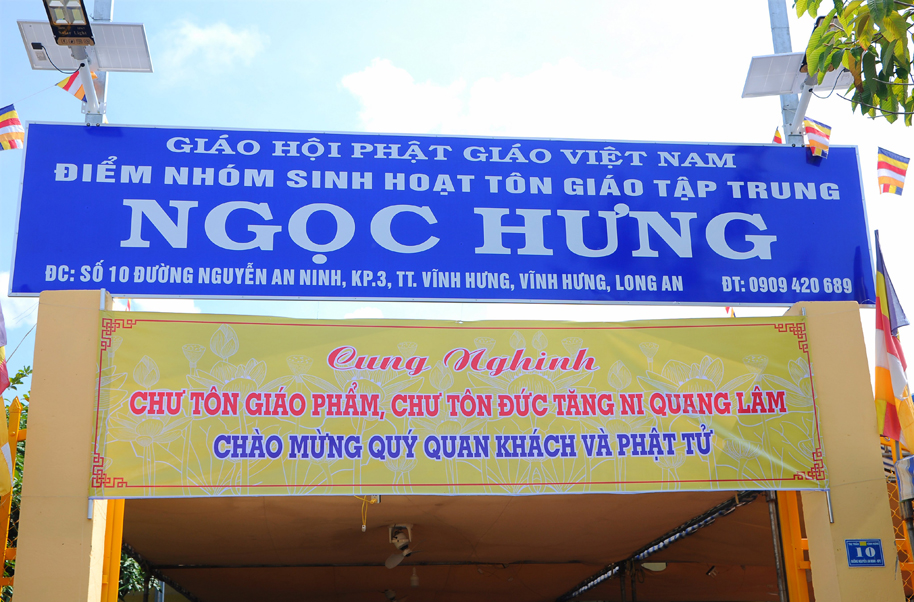 GIÁO HỘI PHẬT GIÁO VIỆT NAM
ĐIỂM NHÓM SINH HOẠT TÔN GIÁO TẬP TRUNG
NGỌC HƯNG
ĐC: SỐ 10 ĐƯỜNG NGUYỄN AN NINH, KP.3, TT. VĨNH HƯNG, VĨNH HƯNG, LONG AN ĐT: 0909 420 689
Cung Nghinh
CHƯ TÔN GIÁO PHẨM, CHƯ TÔN ĐỨC TĂNG NI QUANG LÂM
CHÀO MỪNG QUÝ QUAN KHÁCH VÀ PHẬT TỬ
10